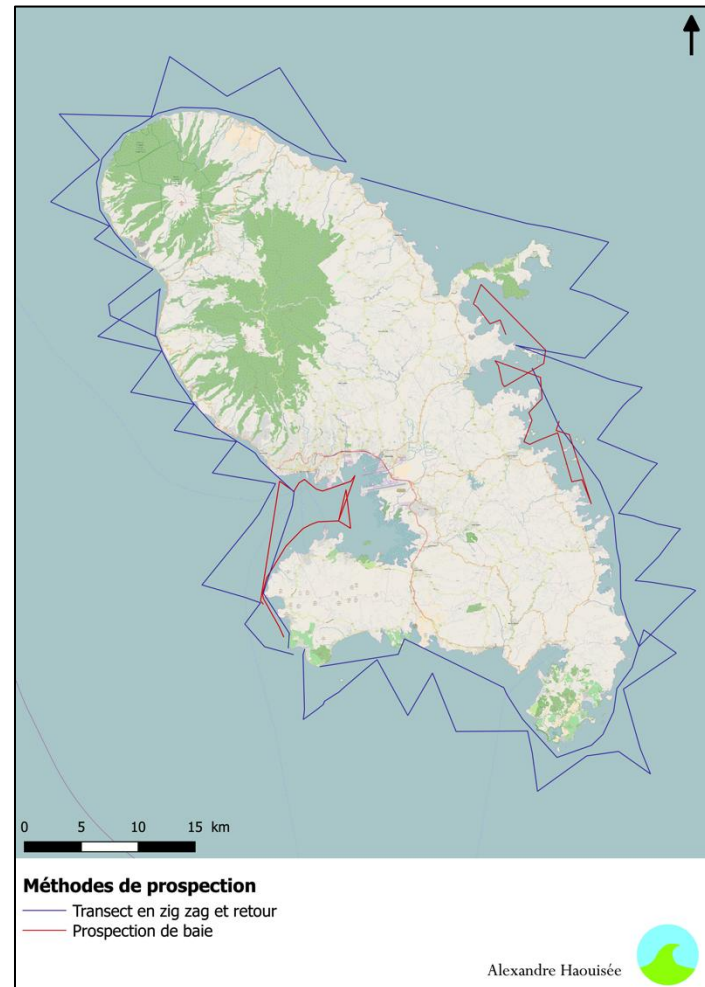 0 5 10 15 km
Méthodes de prospection
Transect en zig zag et retour
Prospection de baie
Alexandre Haouisée